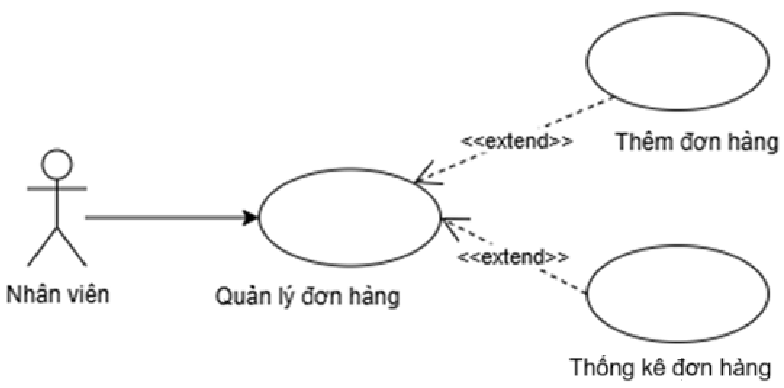 <<extend>>
Thêm đơn hàng
<<extend>>
Nhân viên
Quản lý đơn hàng
Thống kê đơn hàng